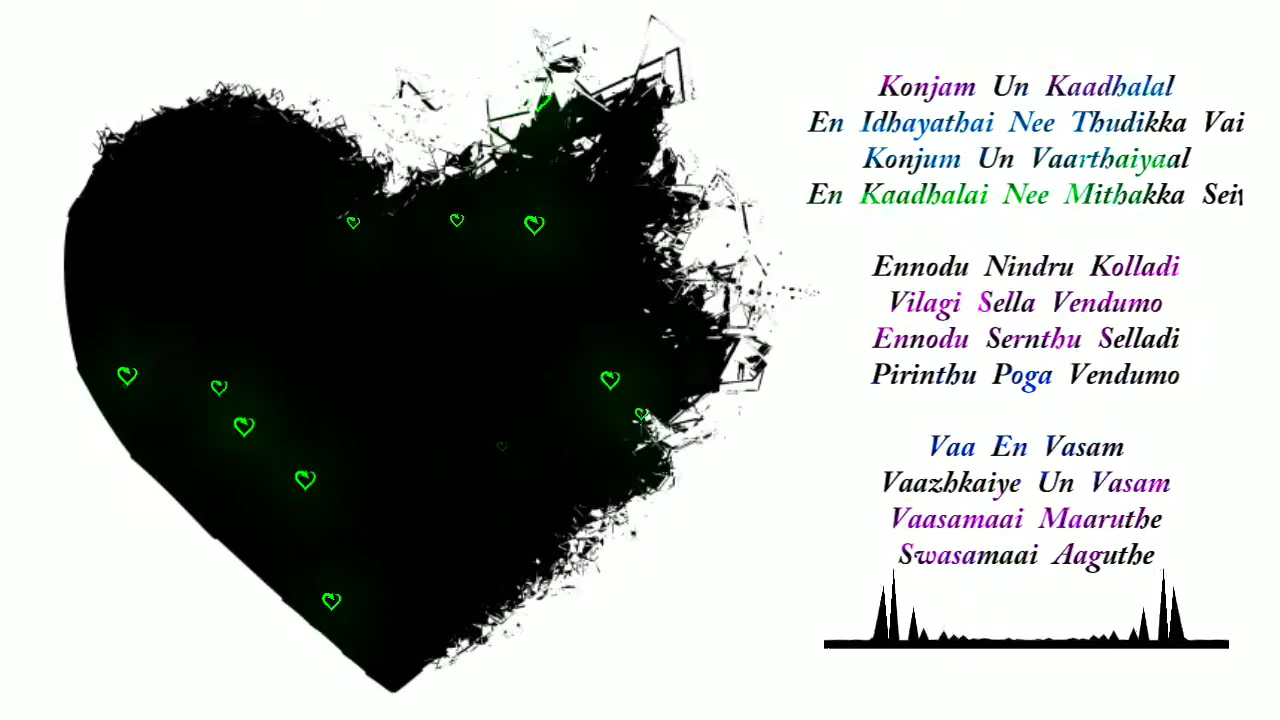 Konjam Un Kaadhalal
En Idhayathai Nee Thudikka Vai
Konjum Un Vaarthaiyaal
En Kaadhalai Nee Mithakka
Ennodu Nindru Kolladi
Vilagi Sella Vendumo
Ennodu Sernthu Selladi
Pirinthu Poga Vendumo
Vaa En Vasam
Vaazhkaiye Un Vasam
Vaasamaai Maaruthe
Swasamaai Aaguthe